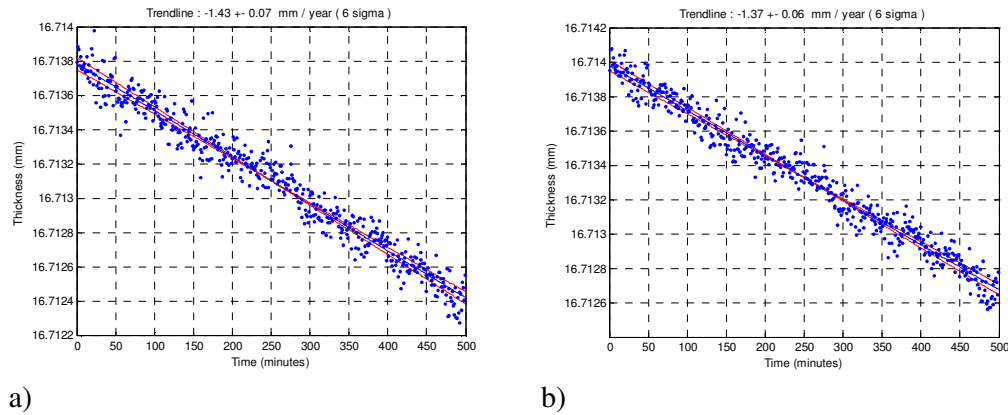 Trendline : -1.43 +- 0.07 mm / year ( 6 sigma )
16.714
16.7138
16.7136
16.7134
16.7132
16.713
16.7128
16.7126
16.7124
16.7122
Thickness (mm)
0 50 100 150 200 250 300 350 400 450 500
Time (minutes)
a)
Trendline : -1.37 +- 0.06 mm / year ( 6 sigma )
16.7142
16.714
16.7138
16.7136
16.7134
16.7132
16.713
16.7128
16.7126
Thickness (mm)
0 50 100 150 200 250 300 350 400 450 500
Time (minutes)
b)